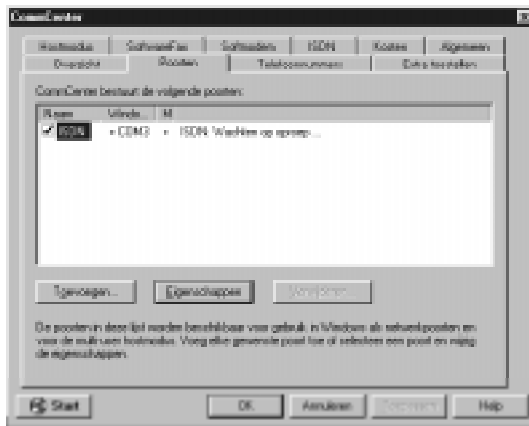 CommCenter
Hostmodus SoftwareFax Softmodem ISDN Kosten Algemeen
Overzicht Poorten Telefoonnummers Extra toestellen
CommCenter bestuurt de volgende poorten:
Naam Windo...
ISDN COM3 ISDN: Wachten op oproep...
Toevoegen... Eigenschappen Verwijderen...
De poorten in deze lijst worden beschikbaar voor gebruik in Windows als netwerkpoorten en
voor de multi-user hostmodus. Voeg elke gewenste poort toe of selecteer een poort en wijzig
de eigenschappen.
Start OK Annuleren Toepassen Help